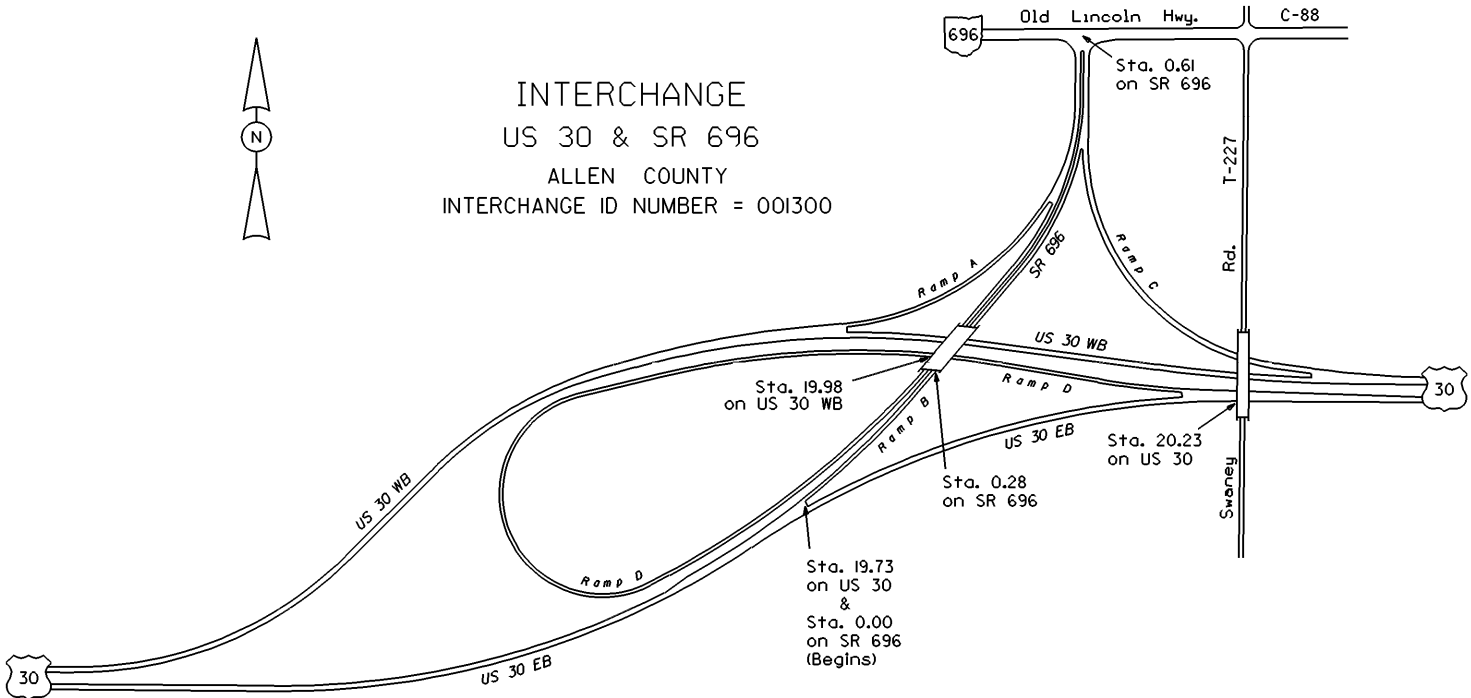 Old Lincoln Hwy.
C-88
696
Sta. 0.61
on SR 696
N
INTERCHANGE
US 30 & SR 696
ALLEN COUNTY
INTERCHANGE ID NUMBER = 001300
T-227
Rd.
Swaney
SR 696
Ramp C
Ramp A
US 30 WB
Ramp D
30
Sta. 19.98
on US 30 WB
Ramp B
US 30 EB
Sta. 20.23
on US 30
Sta. 0.28
on SR 696
US 30 WB
Ramp D
Sta. 19.73
on US 30
&
Sta. 0.00
on SR 696
(Begins)
US 30 EB
30